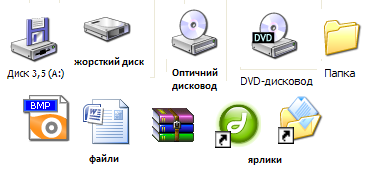 Диск 3,5 (A:)
жорсткий диск
Оптичний
дисковод
DVD
DVD-дисковод
Папка
BMP
W
файли
ярлики